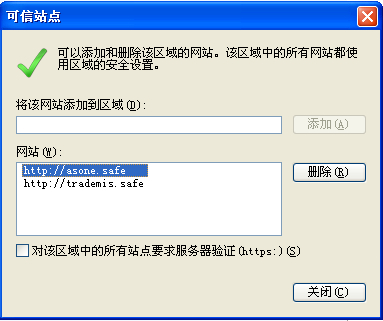 可信站点
可以添加和删除该区域的网站。该区域中的所有网站都使
用区域的安全设置。
将该网站添加到区域(D):
添加(A)
网站(W):
http://asone.safe
http://trademis.safe
删除(R)
对该区域中的所有站点要求服务器验证(https:)(S)
关闭(C)